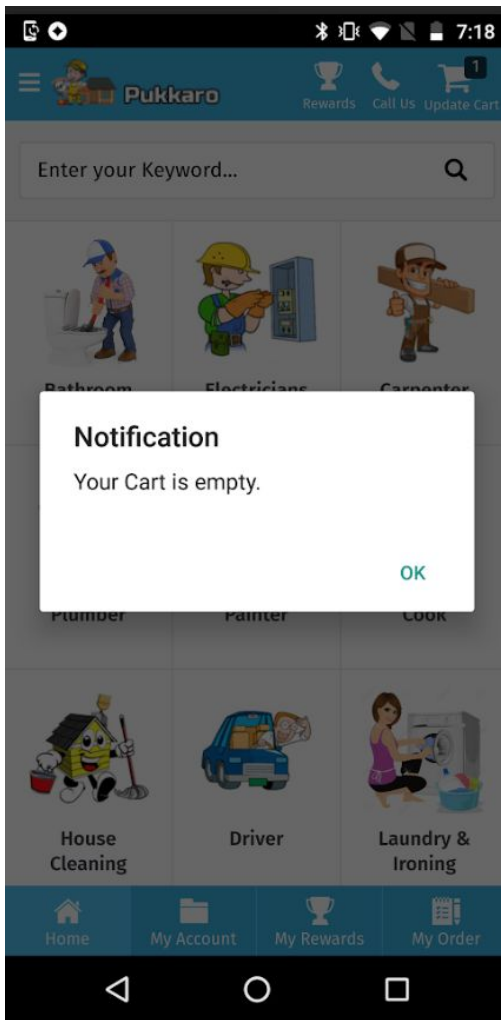 7:18
Pukkaro
1
Rewards
Call Us
Update Cart
Enter your Keyword...
Bathroom
Electricians
Carpenter
Notification
Your Cart is empty.
OK
Plumber
Painter
Cook
House
Cleaning
Driver
Laundry &
Ironing
Home
My Account
My Rewards
My Order